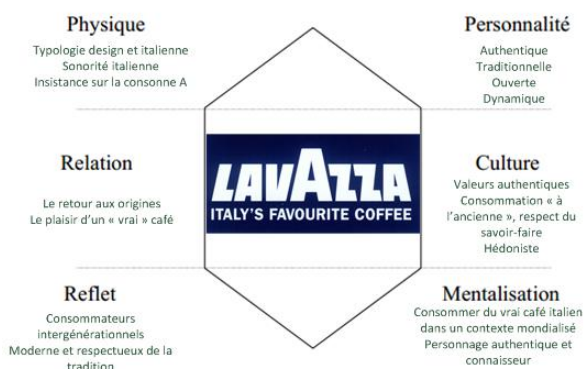 Physique
Typologie design et italienne
Sonorité italienne
Insistance sur la consonne A
Personnalité
Authentique
Traditionnelle
Ouverte
Dynamique
Relation
Le retour aux origines
Le plaisir d'un « vrai » café
LAVAZZA
ITALY'S FAVOURITE COFFEE
Culture
Valeurs authentiques
Consommation « à
l'ancienne », respect du
savoir-faire
Hédoniste
Reflet
Consommateurs
intergénérationnels
Moderne et respectueux de la
tradition
Mentalisation
Consommer du vrai café italien
dans un contexte mondialisé
Personnage authentique et
connaisseur